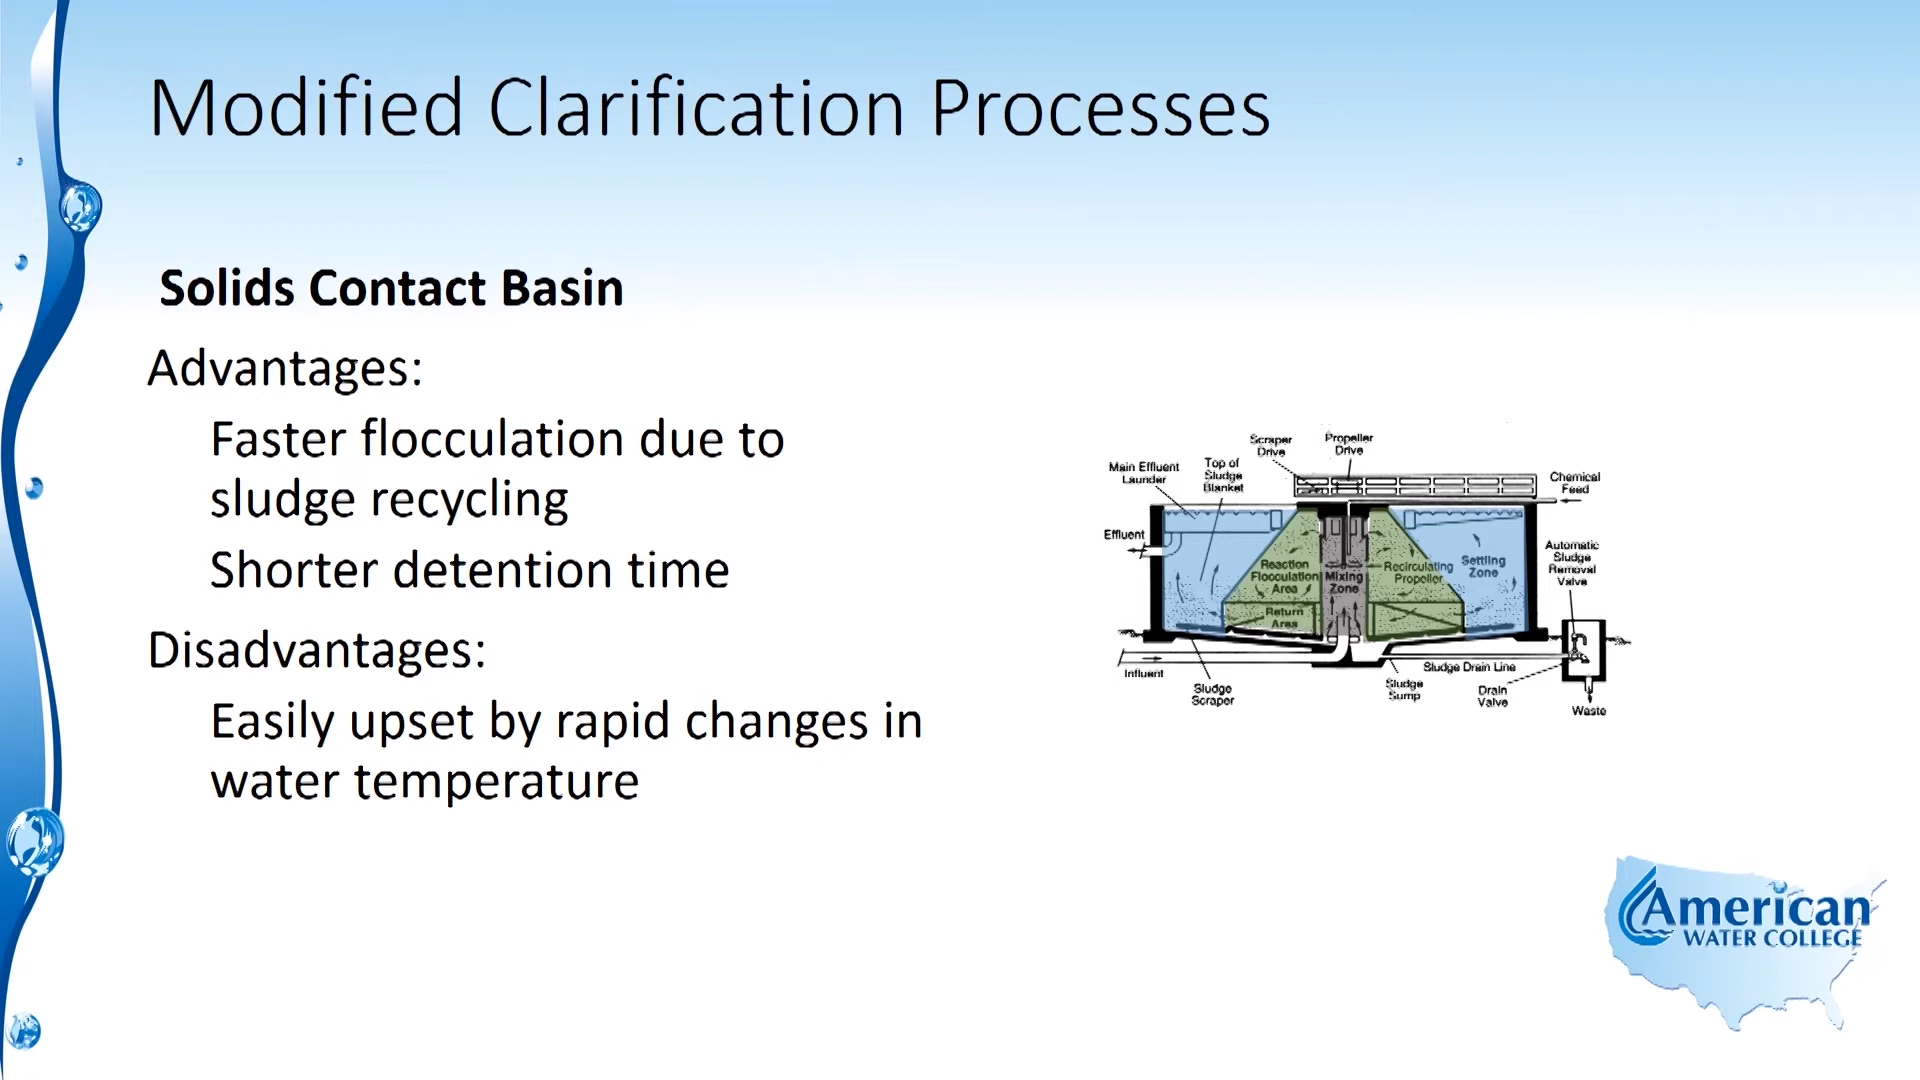 Modified Clarification Processes
Solids Contact Basin
Advantages:
Faster flocculation due to
sludge recycling
Shorter detention time
Disadvantages:
Easily upset by rapid changes in
water temperature
Scraper
Drive
Propeller
Drive
Main Effluent
Launder
Top of
Sludge
Blanket
Chemical
Feed
Effluent
Automatic
Sludge
Removal
Valve
Reaction
Flocculation
Area
Mixing
Zone
Recirculating
Propeller
Settling
Zone
Return
Area
Influent
Sludge
Scraper
Sludge
Sump
Sludge Drain Line
Drain
Valve
Waste
American
WATER COLLEGE